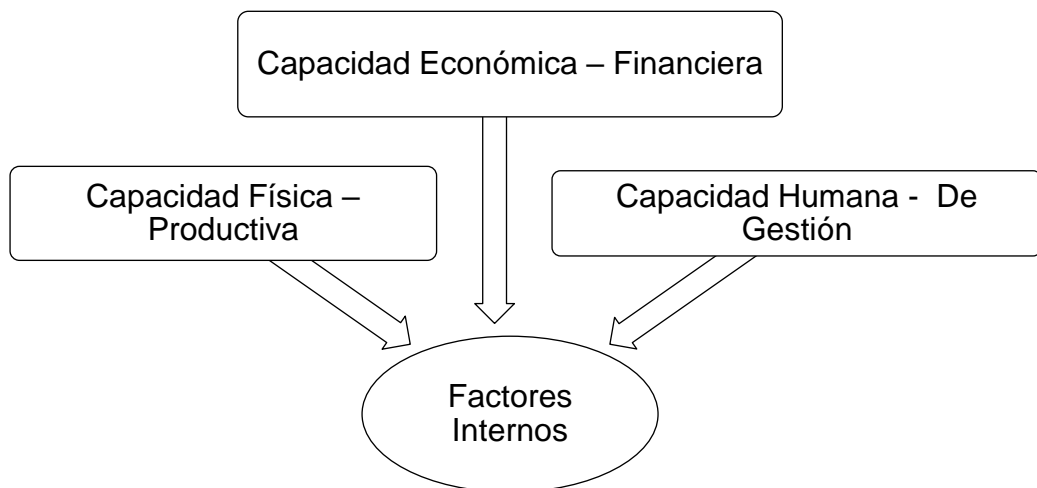 Capacidad Económica – Financiera
Capacidad Física –
Productiva
Capacidad Humana - De
Gestión
Factores
Internos